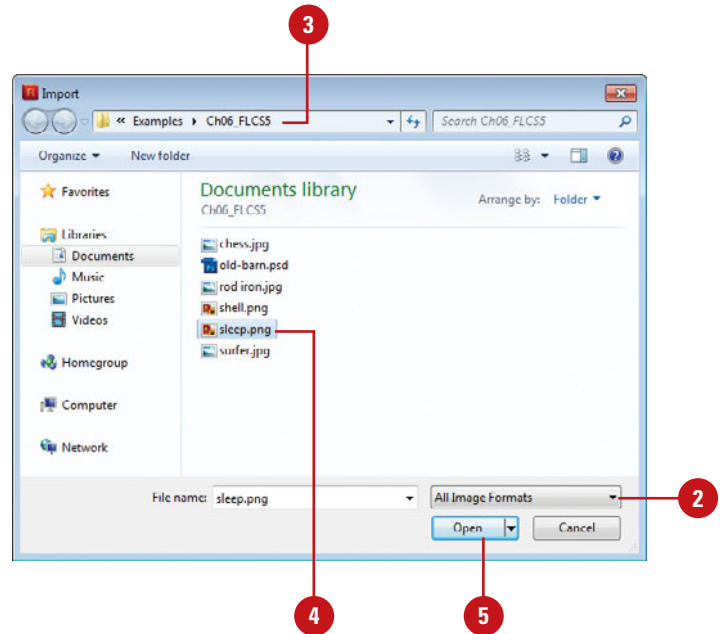 3
Import
« Examples ▸ Ch06_FLCS5
Search Ch06_FLCS5
Organize
New folder
Favorites
Libraries
Documents
Music
Pictures
Videos
Homegroup
Computer
Network
Documents library
Ch06_FLCS5
Arrange by: Folder
chess.jpg
old-barn.psd
rod iron.jpg
shell.png
sleep.png
surfer.jpg
File name: sleep.png
All Image Formats
2
Open
Cancel
4
5